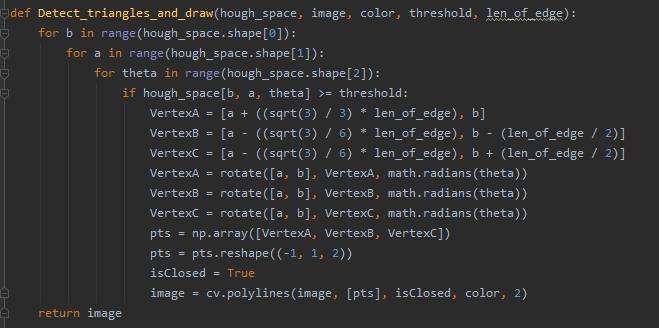 def Detect_triangles_and_draw(hough_space, image, color, threshold, len_of_edge):
    for b in range(hough_space.shape[0]):
        for a in range(hough_space.shape[1]):
            for theta in range(hough_space.shape[2]):
                if hough_space[b, a, theta] >= threshold:
                    VertexA = [a + ((sqrt(3) / 3) * len_of_edge), b]
                    VertexB = [a - ((sqrt(3) / 6) * len_of_edge), b - (len_of_edge / 2)]
                    VertexC = [a - ((sqrt(3) / 6) * len_of_edge), b + (len_of_edge / 2)]
                    VertexA = rotate([a, b], VertexA, math.radians(theta))
                    VertexB = rotate([a, b], VertexB, math.radians(theta))
                    VertexC = rotate([a, b], VertexC, math.radians(theta))
                    pts = np.array([VertexA, VertexB, VertexC])
                    pts = pts.reshape((-1, 1, 2))
                    isClosed = True
                    image = cv.polylines(image, [pts], isClosed, color, 2)
    return image